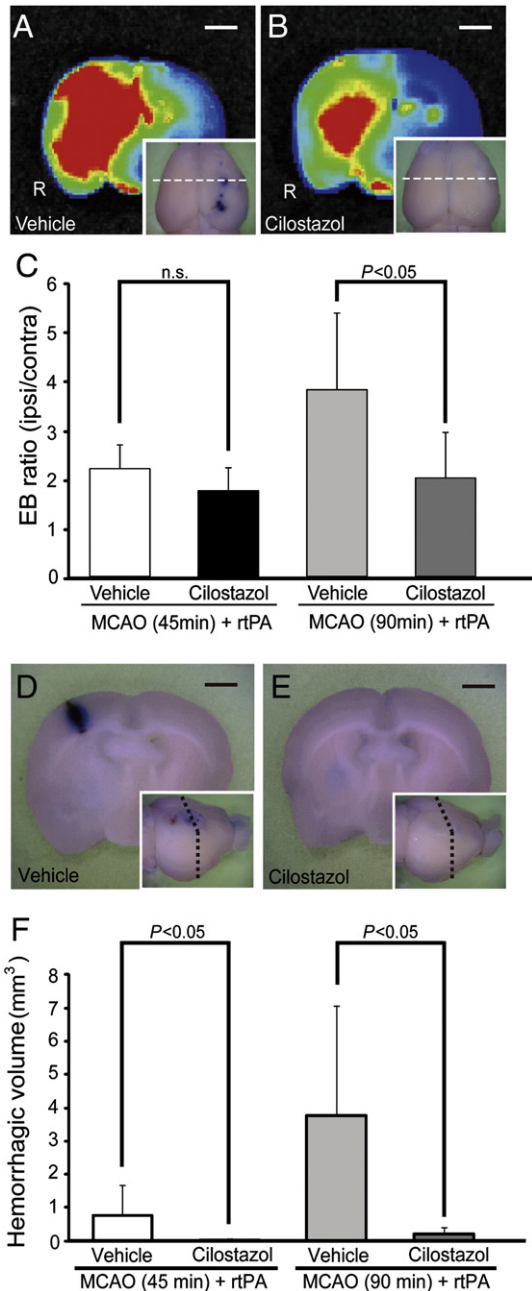 A
B
R
R
Vehicle
Cilostazol
C
n.s.
P<0.05
EB ratio (ipsi/contra)
6
5
4
3
2
1
0
Vehicle
Cilostazol
Vehicle
Cilostazol
MCAO (45min) + rtPA
MCAO (90min) + rtPA
D
E
Vehicle
Cilostazol
F
P<0.05
P<0.05
Hemorrhagic volume (mm³)
8
7
6
5
4
3
2
1
0
Vehicle
Cilostazol
Vehicle
Cilostazol
MCAO (45 min) + rtPA
MCAO (90 min) + rtPA